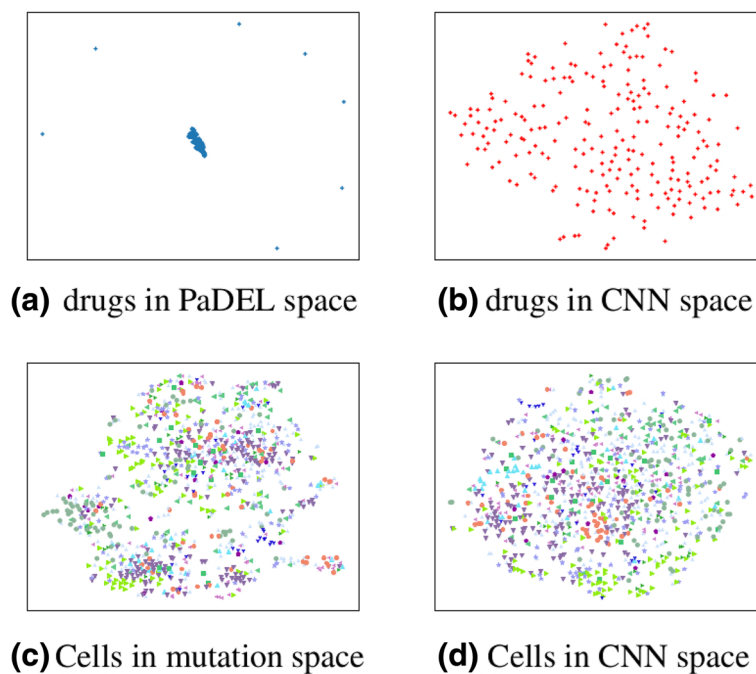 (a) drugs in PaDEL space
(b) drugs in CNN space
(c) Cells in mutation space
(d) Cells in CNN space